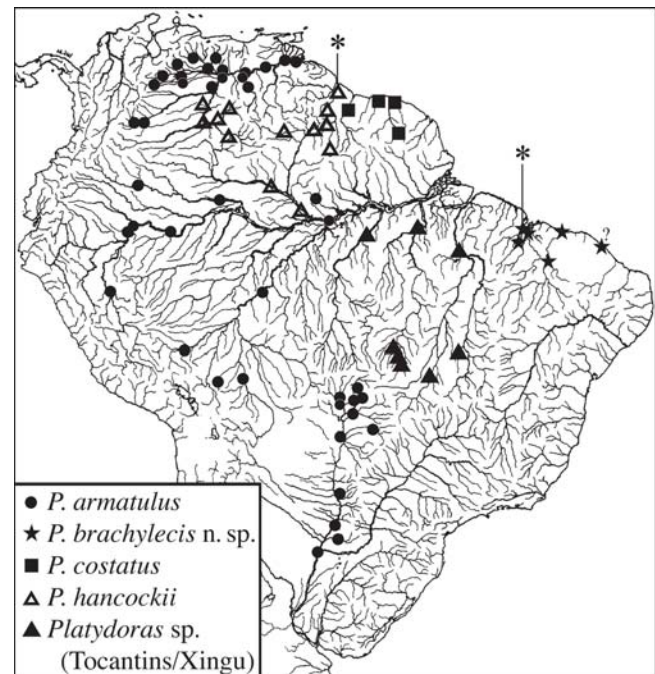 *
*
?
P. armatulus
P. brachylecis n. sp.
P. costatus
P. hancockii
Platydoras sp.
(Tocantins/Xingu)